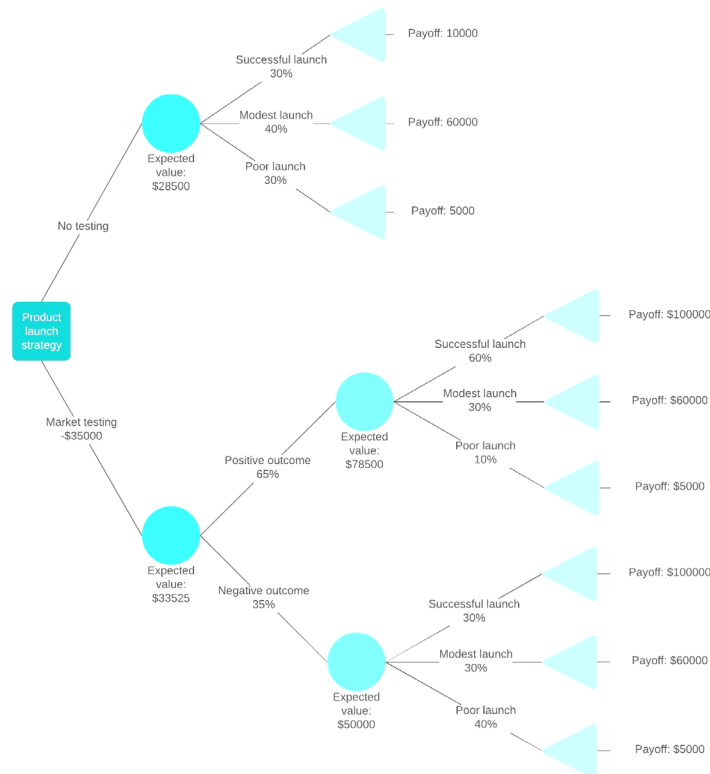 Payoff: 10000
Successful launch
30%
Modest launch
40%
Payoff: 60000
Expected
value:
$28500
Poor launch
30%
Payoff: 5000
No testing
Product
launch
strategy
Payoff: $100000
Successful launch
60%
Modest launch
30%
Payoff: $60000
Market testing
-$35000
Expected
value:
$78500
Poor launch
10%
Positive outcome
65%
Payoff: $5000
Expected
value:
$33525
Negative outcome
35%
Payoff: $100000
Successful launch
30%
Modest launch
30%
Payoff: $60000
Expected
value:
$50000
Poor launch
40%
Payoff: $5000